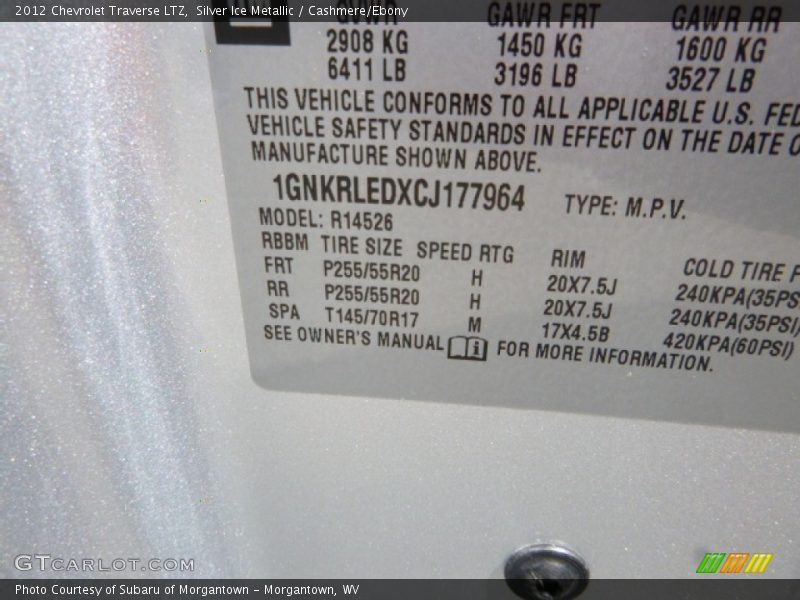 2012 Chevrolet Traverse LTZ, Silver Ice Metallic / Cashmere/Ebony
GVWR GAWR FRT GAWR RR
2908 KG 1450 KG 1600 KG
6411 LB 3196 LB 3527 LB
THIS VEHICLE CONFORMS TO ALL APPLICABLE U.S. FED
VEHICLE SAFETY STANDARDS IN EFFECT ON THE DATE O
MANUFACTURE SHOWN ABOVE.
1GNKRLEDXCJ177964 TYPE: M.P.V.
MODEL: R14526
RBBM TIRE SIZE SPEED RTG RIM COLD TIRE P
FRT P255/55R20 H 20X7.5J 240KPA(35PS
RR P255/55R20 H 20X7.5J 240KPA(35PSI)
SPA T145/70R17 M 17X4.5B 420KPA(60PSI)
SEE OWNER'S MANUAL i FOR MORE INFORMATION.
GTCARLOT.COM
Photo Courtesy of Subaru of Morgantown - Morgantown, WV